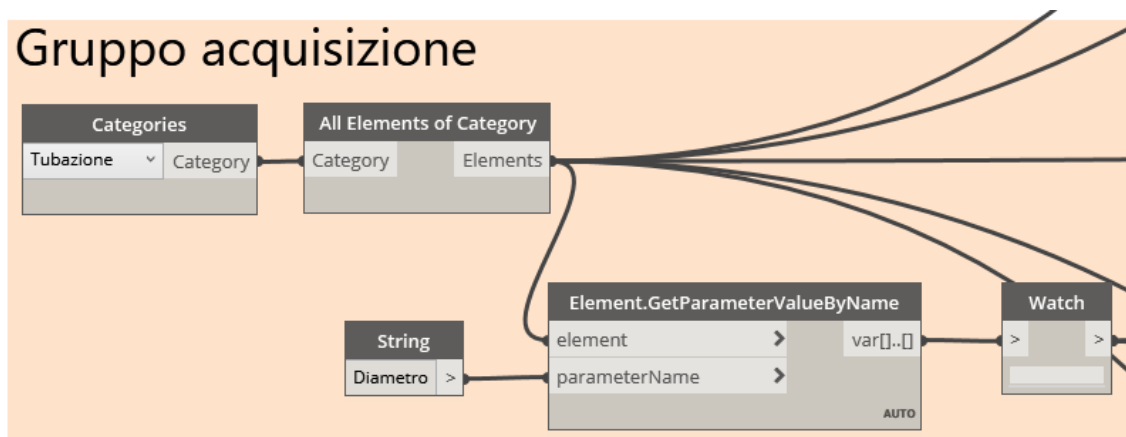 Gruppo acquisizione
Categories
Tubazione Category
All Elements of Category
Category Elements
Element.GetParameterValueByName
element > var[]..[]
parameterName >
AUTO
String
Diametro >
Watch
> >